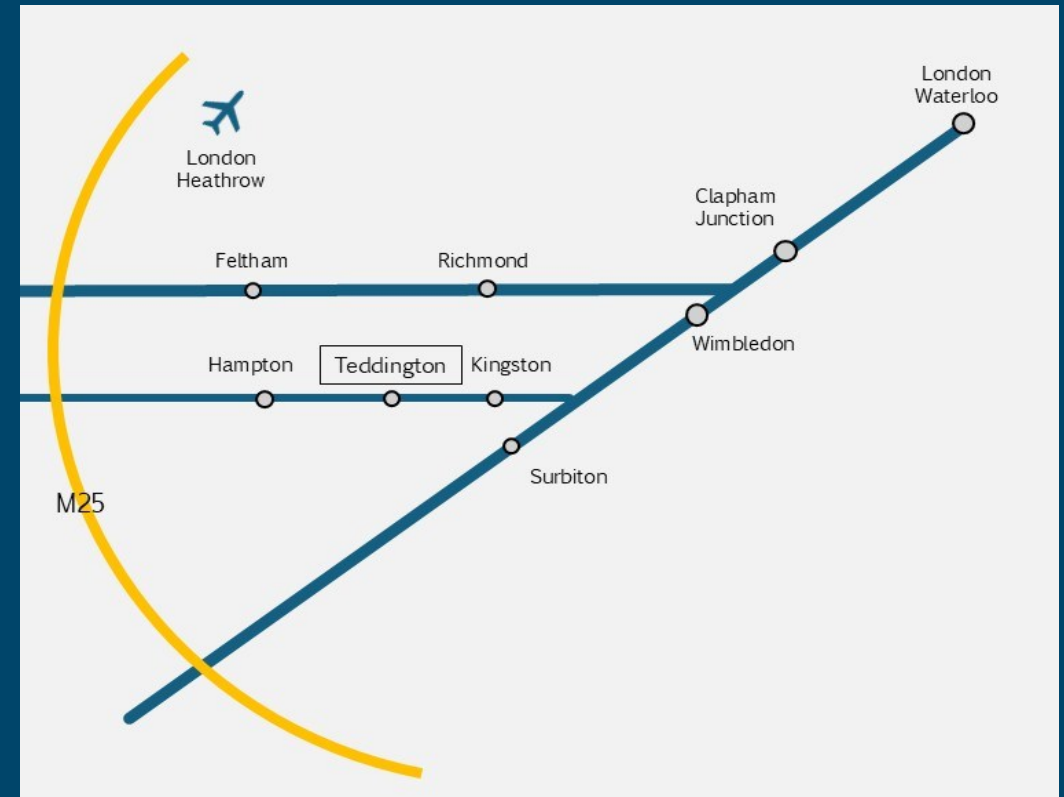 London
Waterloo
London
Heathrow
Clapham
Junction
Feltham
Richmond
Wimbledon
Hampton
Teddington
Kingston
Surbiton
M25